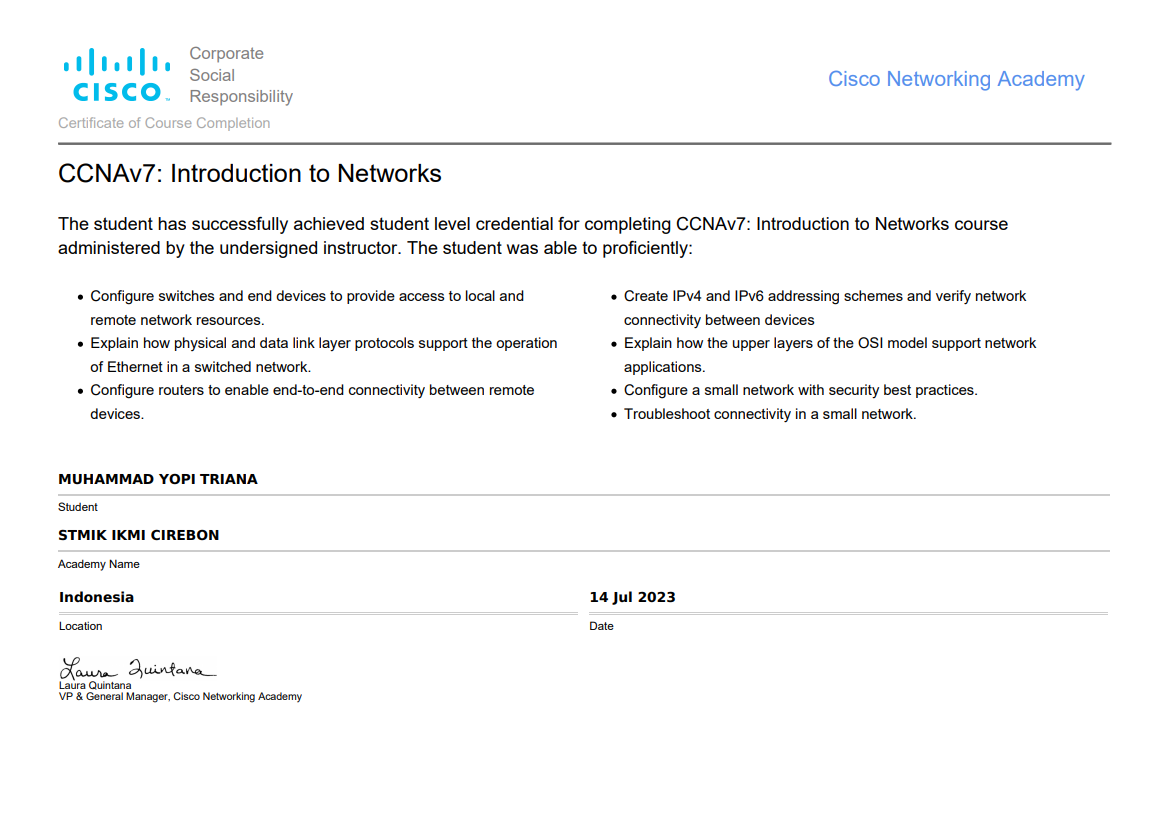 Corporate
Social
Responsibility
CISCO
Cisco Networking Academy
Certificate of Course Completion
CCNAv7: Introduction to Networks
The student has successfully achieved student level credential for completing CCNAv7: Introduction to Networks course
administered by the undersigned instructor. The student was able to proficiently:
• Configure switches and end devices to provide access to local and
remote network resources.
• Explain how physical and data link layer protocols support the operation
of Ethernet in a switched network.
• Configure routers to enable end-to-end connectivity between remote
devices.
• Create IPv4 and IPv6 addressing schemes and verify network
connectivity between devices
• Explain how the upper layers of the OSI model support network
applications.
• Configure a small network with security best practices.
• Troubleshoot connectivity in a small network.
MUHAMMAD YOPI TRIANA
Student
STMIK IKMI CIREBON
Academy Name
Indonesia
Location
14 Jul 2023
Date
Laura Quintana
Laura Quintana
VP & General Manager, Cisco Networking Academy